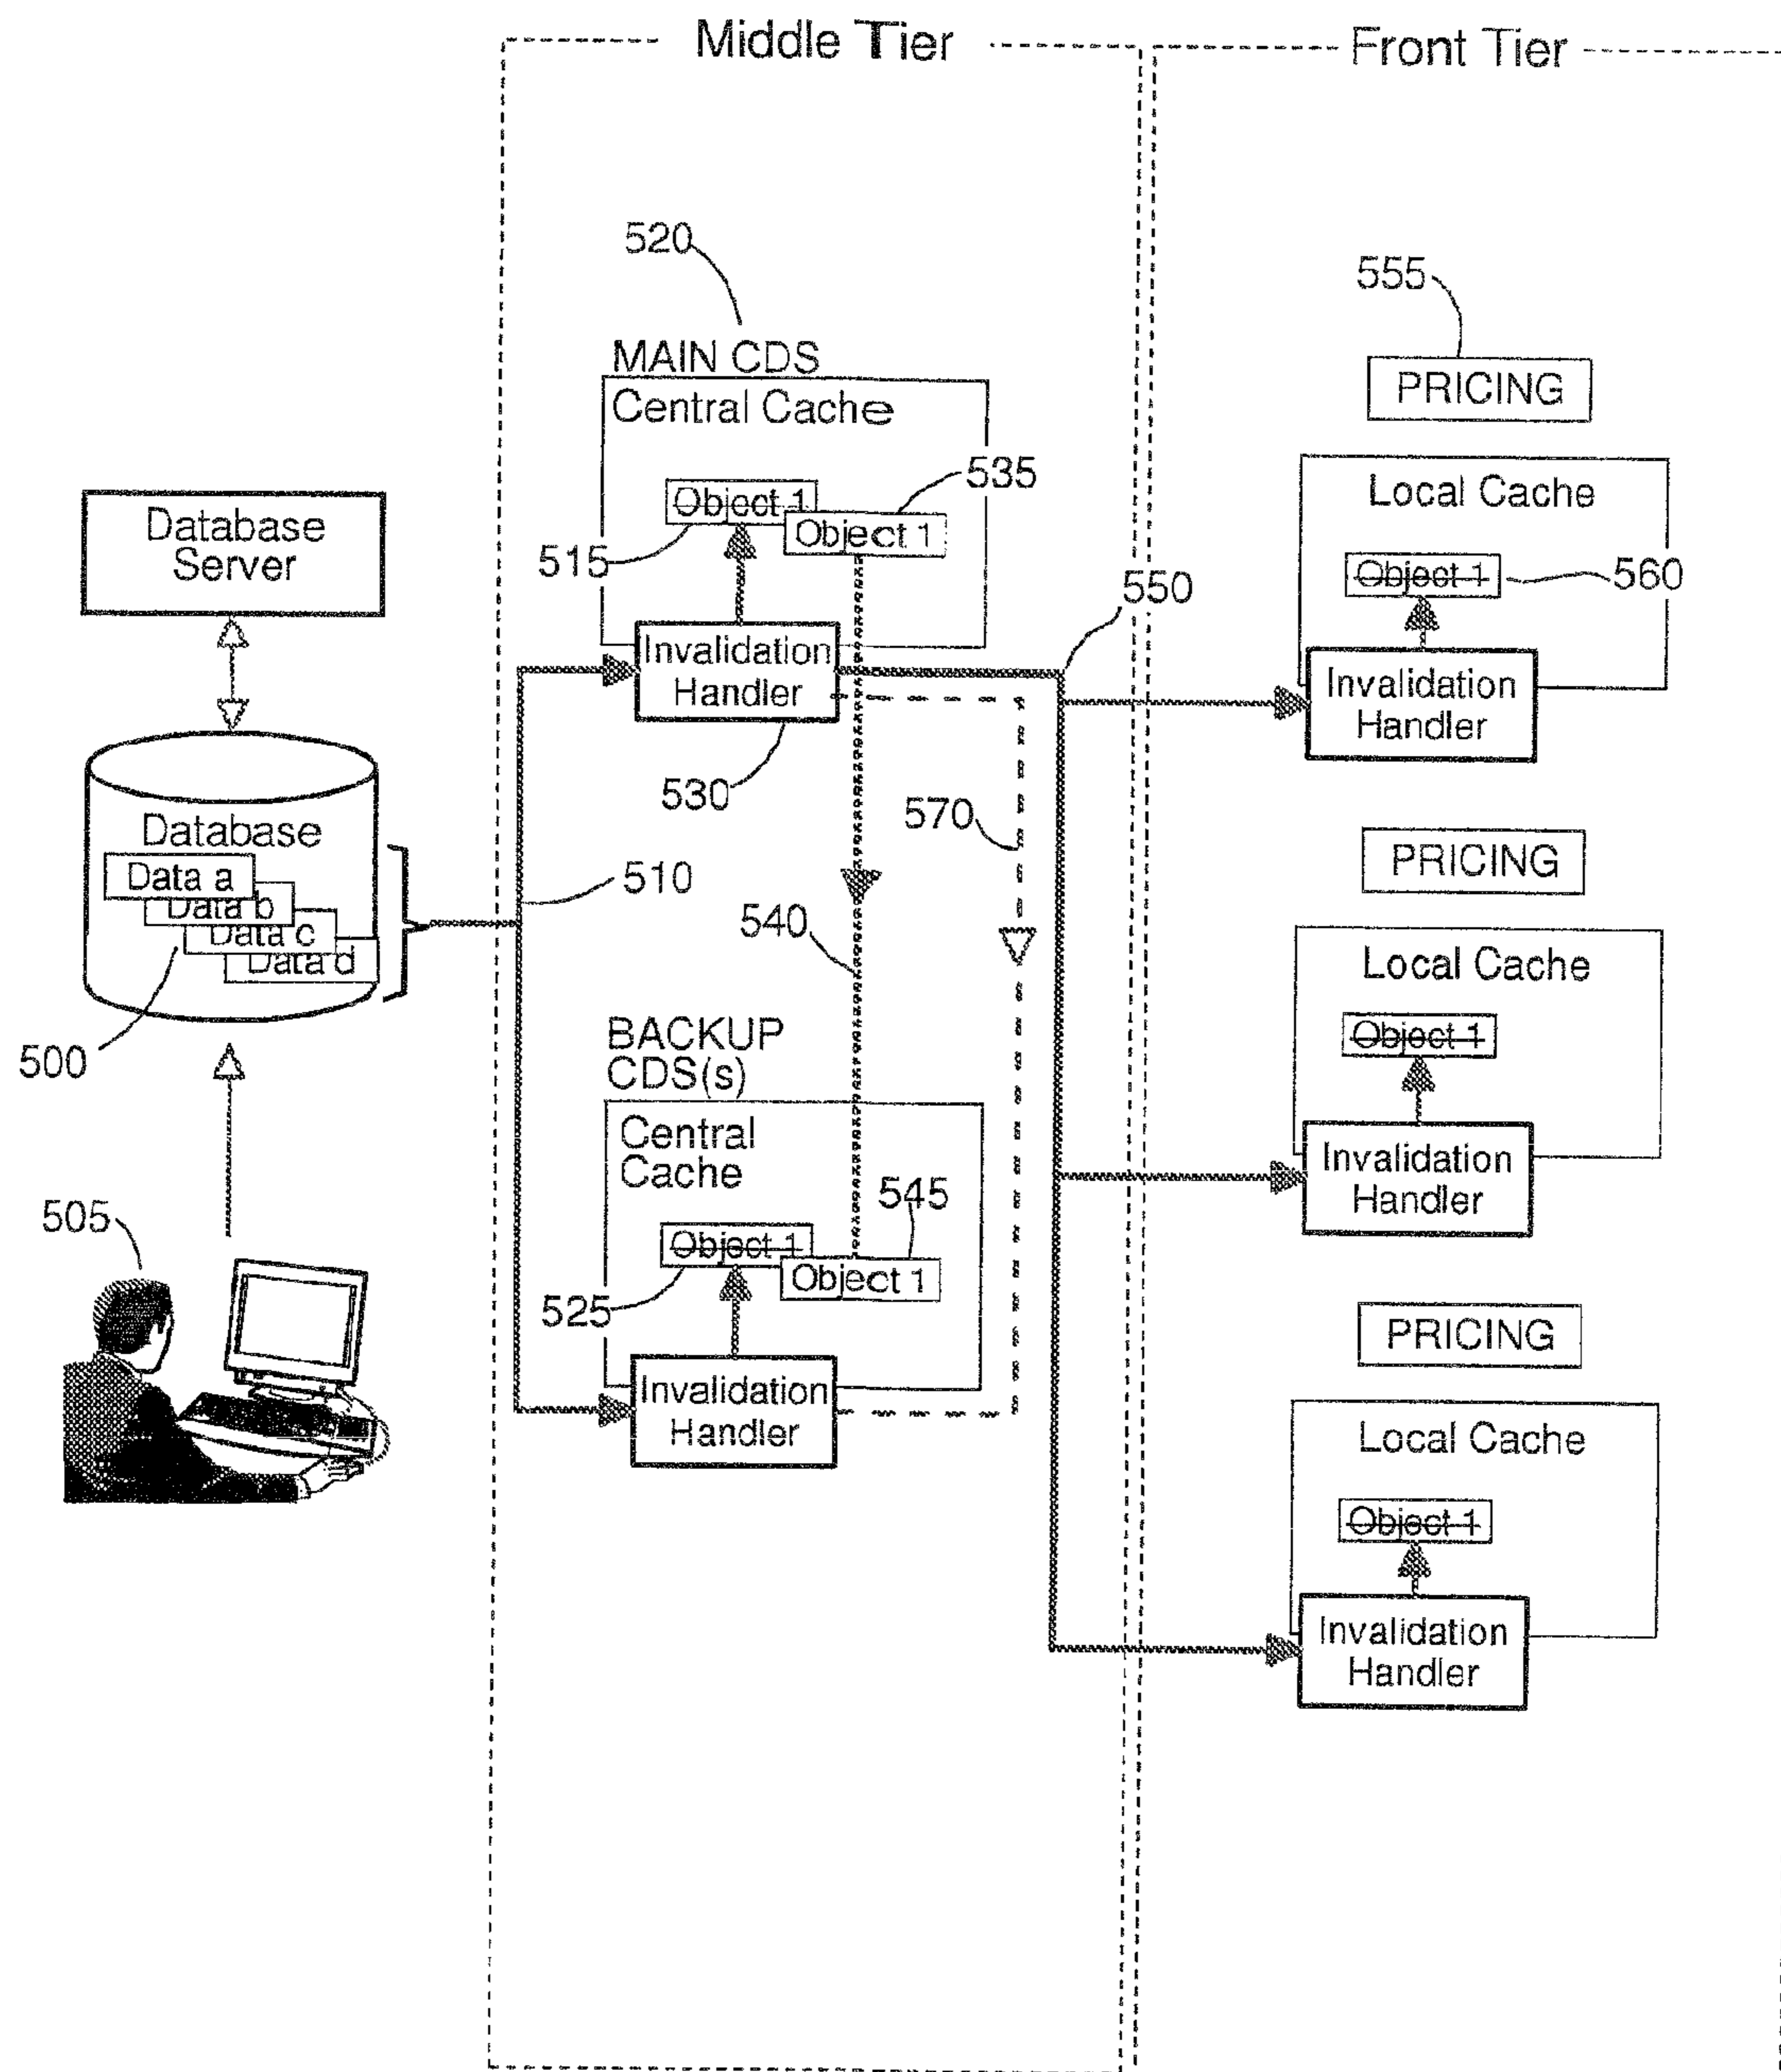 Middle Tier
Front Tier
520
555
MAIN CDS
Central Cache
PRICING
535
Object 1
Object 1
515
Local Cache
Object 1
560
550
Database
Server
Invalidation
Handler
530
Invalidation
Handler
570
Database
Data a
Data b
Data c
Data d
510
500
540
PRICING
Local Cache
Object 1
Invalidation
Handler
BACKUP
CDS(s)
Central
Cache
545
Object 1
Object 1
525
505
Invalidation
Handler
PRICING
Local Cache
Object 1
Invalidation
Handler